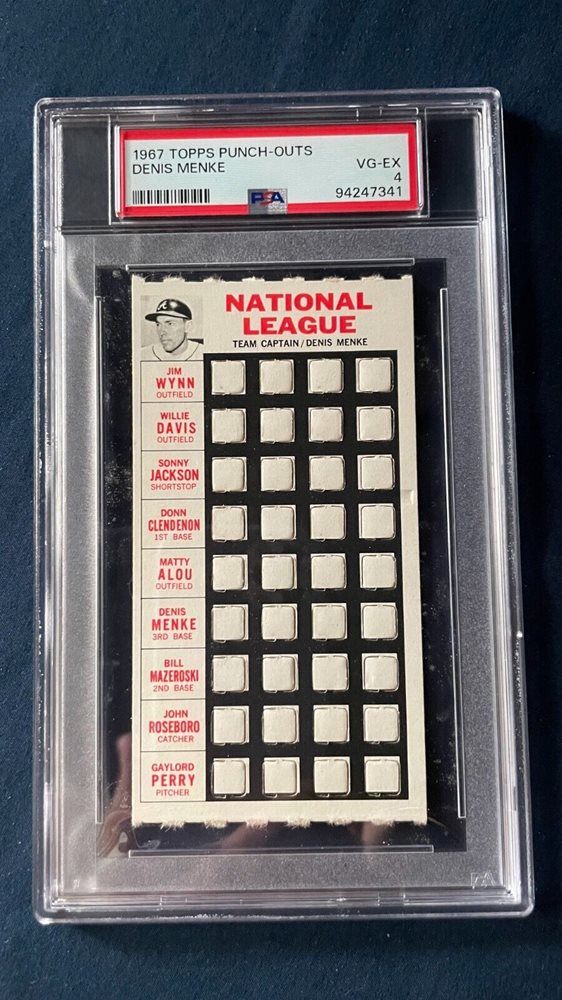 1967 TOPPS PUNCH-OUTS
DENIS MENKE
VG-EX
4
PSA
94247341
NATIONAL
LEAGUE
TEAM CAPTAIN/DENIS MENKE
JIM
WYNN
OUTFIELD
WILLIE
DAVIS
OUTFIELD
SONNY
JACKSON
SHORTSTOP
DONN
CLENDENON
1ST BASE
MATTY
ALOU
OUTFIELD
DENIS
MENKE
3RD BASE
BILL
MAZEROSKI
2ND BASE
JOHN
ROSEBORO
CATCHER
GAYLORD
PERRY
PITCHER